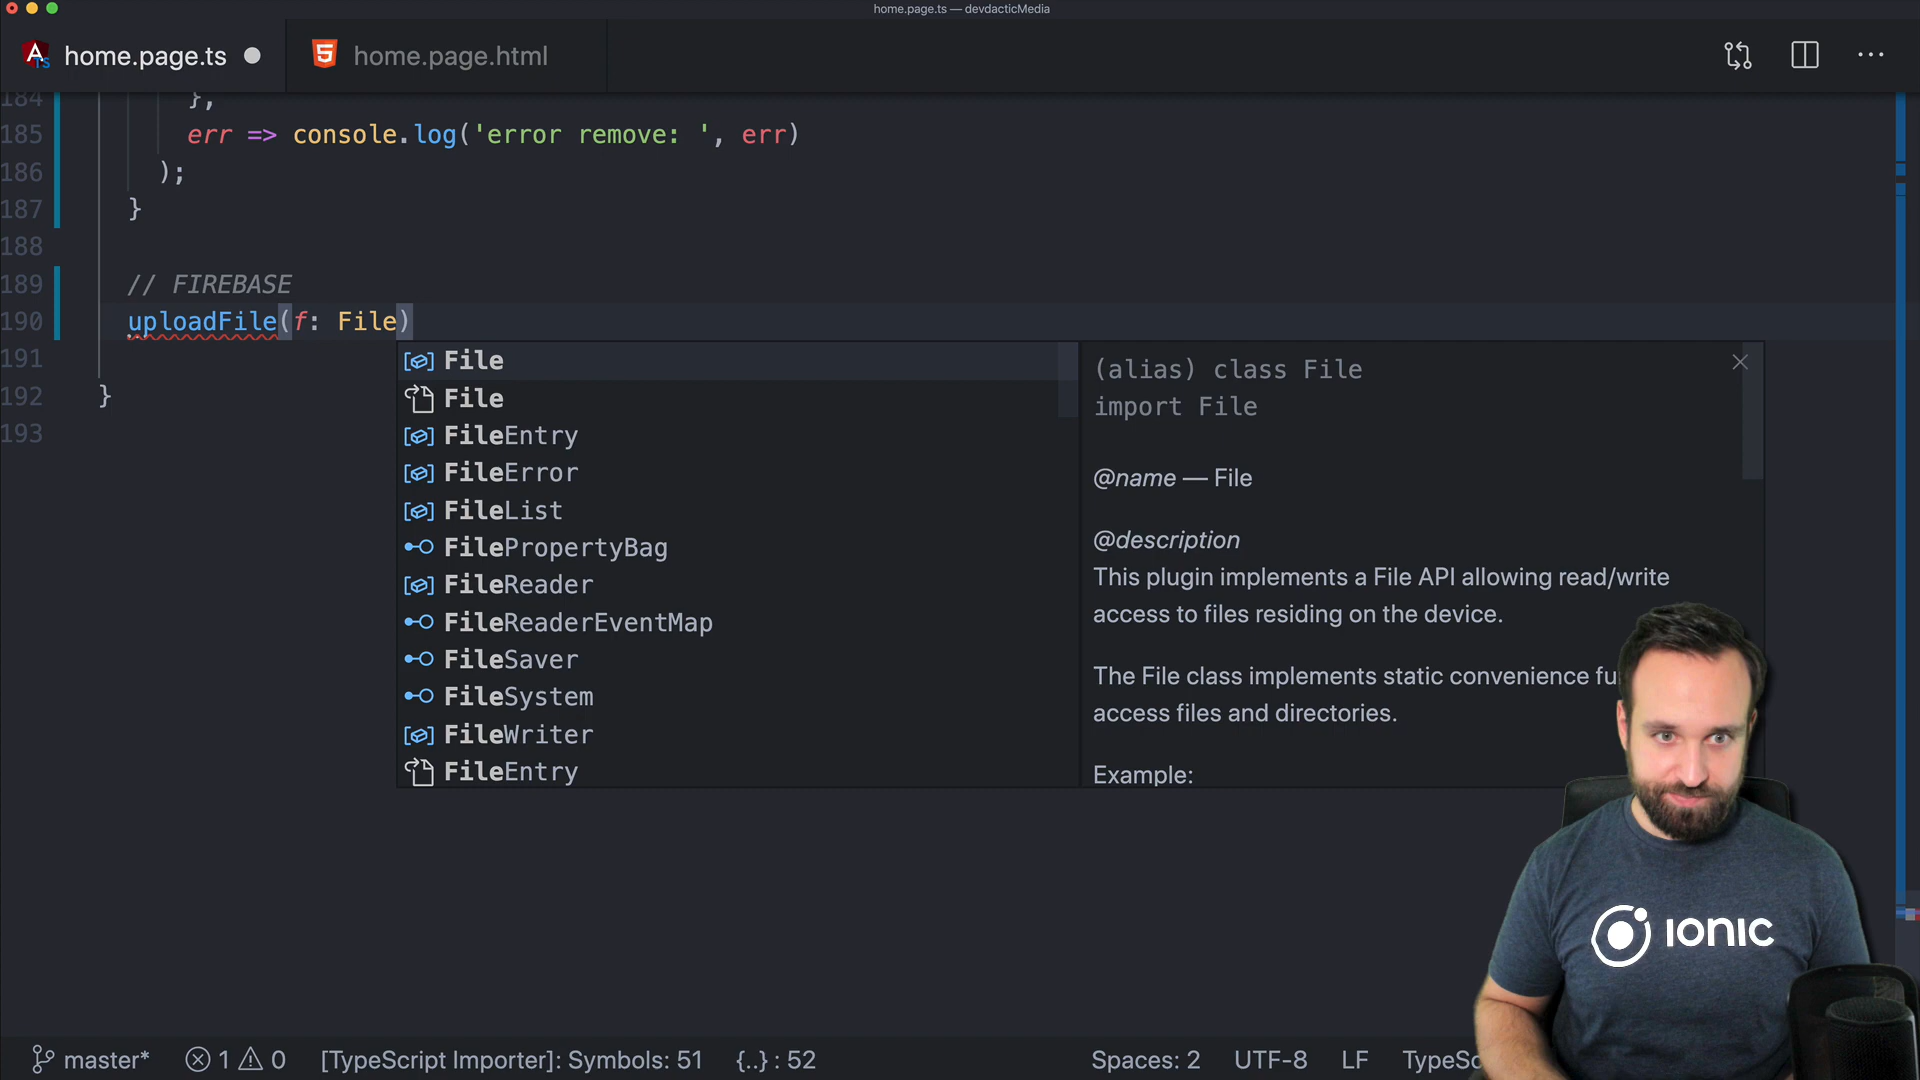 home.page.ts — devdacticMedia
home.page.ts
home.page.html
184 },
185 err => console.log('error remove: ', err)
186 );
187 }
188
189 // FIREBASE
190 uploadFile(f: File)
191
192 }
193
File
File
FileEntry
FileError
FileList
FilePropertyBag
FileReader
FileReaderEventMap
FileSaver
FileSystem
FileWriter
FileEntry
(alias) class File
import File
@name — File
@description
This plugin implements a File API allowing read/write
access to files residing on the device.
The File class implements static convenience fu
access files and directories.
Example:
IONIC
master* 1 0 [TypeScript Importer]: Symbols: 51 {..} : 52 Spaces: 2 UTF-8 LF TypeSc